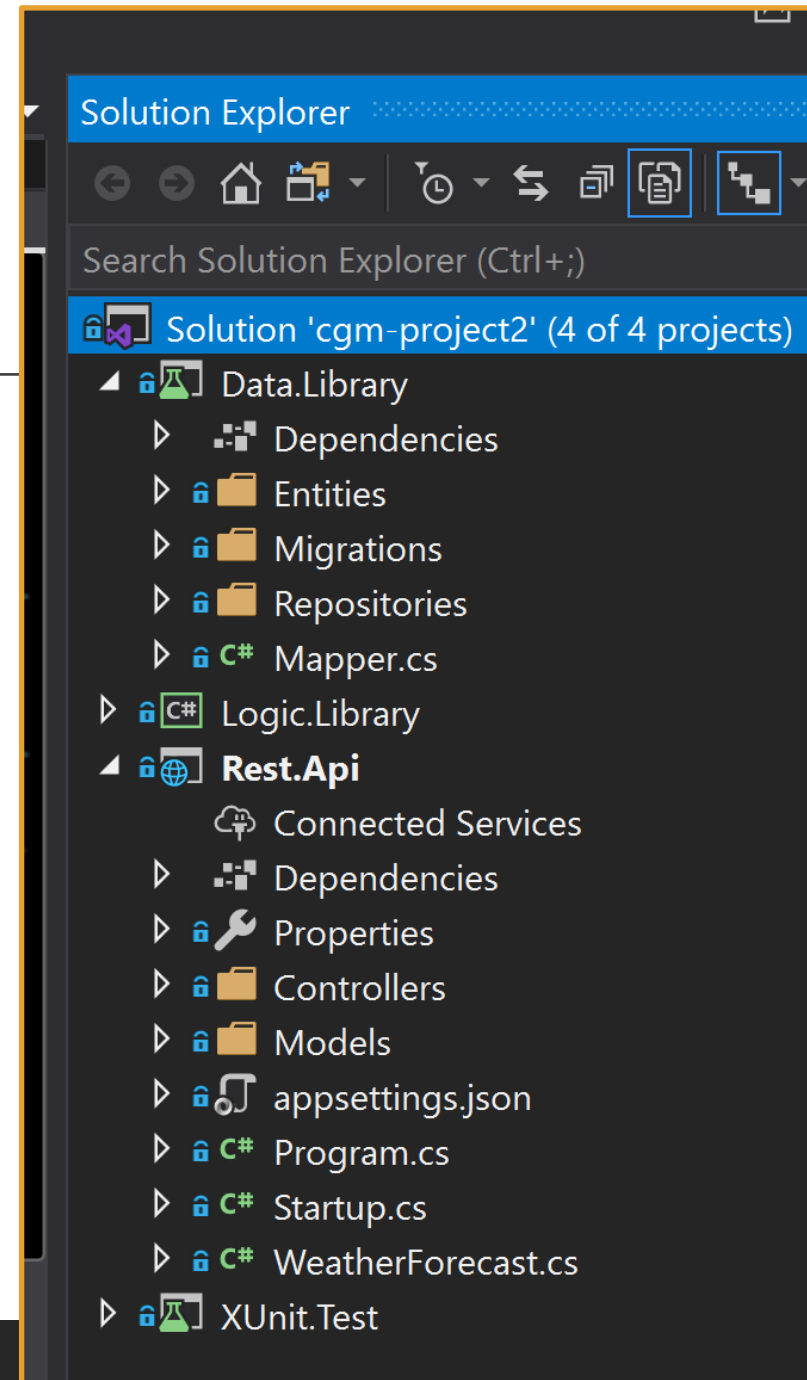 Solution Explorer
Search Solution Explorer (Ctrl+;)
Solution 'cgm-project2' (4 of 4 projects)
Data.Library
Dependencies
Entities
Migrations
Repositories
C# Mapper.cs
C# Logic.Library
Rest.Api
Connected Services
Dependencies
Properties
Controllers
Models
appsettings.json
C# Program.cs
C# Startup.cs
C# WeatherForecast.cs
XUnit.Test